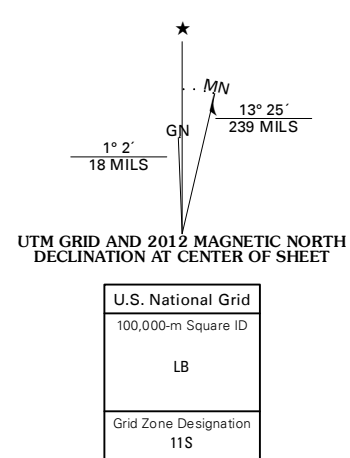 ★
MN
GN
13° 25´
239 MILS
1° 2´
18 MILS
UTM GRID AND 2012 MAGNETIC NORTH
DECLINATION AT CENTER OF SHEET
U.S. National Grid
100,000-m Square ID
LB
Grid Zone Designation
11S